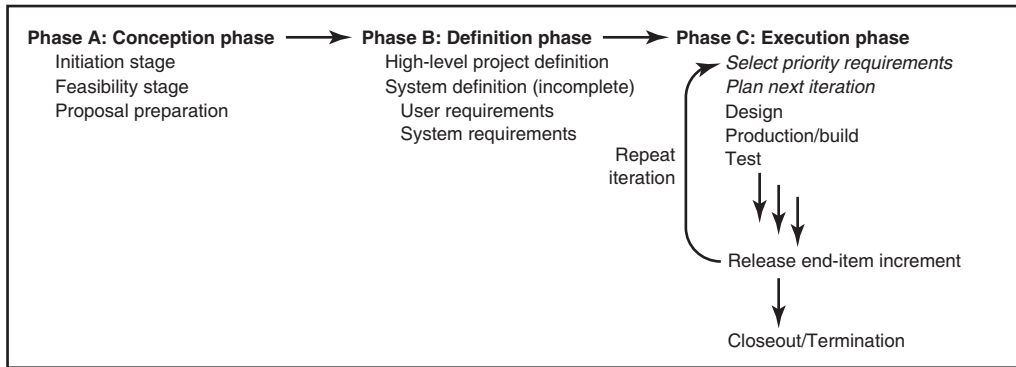 Phase A: Conception phase
Initiation stage
Feasibility stage
Proposal preparation
Phase B: Definition phase
High-level project definition
System definition (incomplete)
User requirements
System requirements
Phase C: Execution phase
Select priority requirements
Plan next iteration
Design
Production/build
Test
Repeat
iteration
Release end-item increment
Closeout/Termination